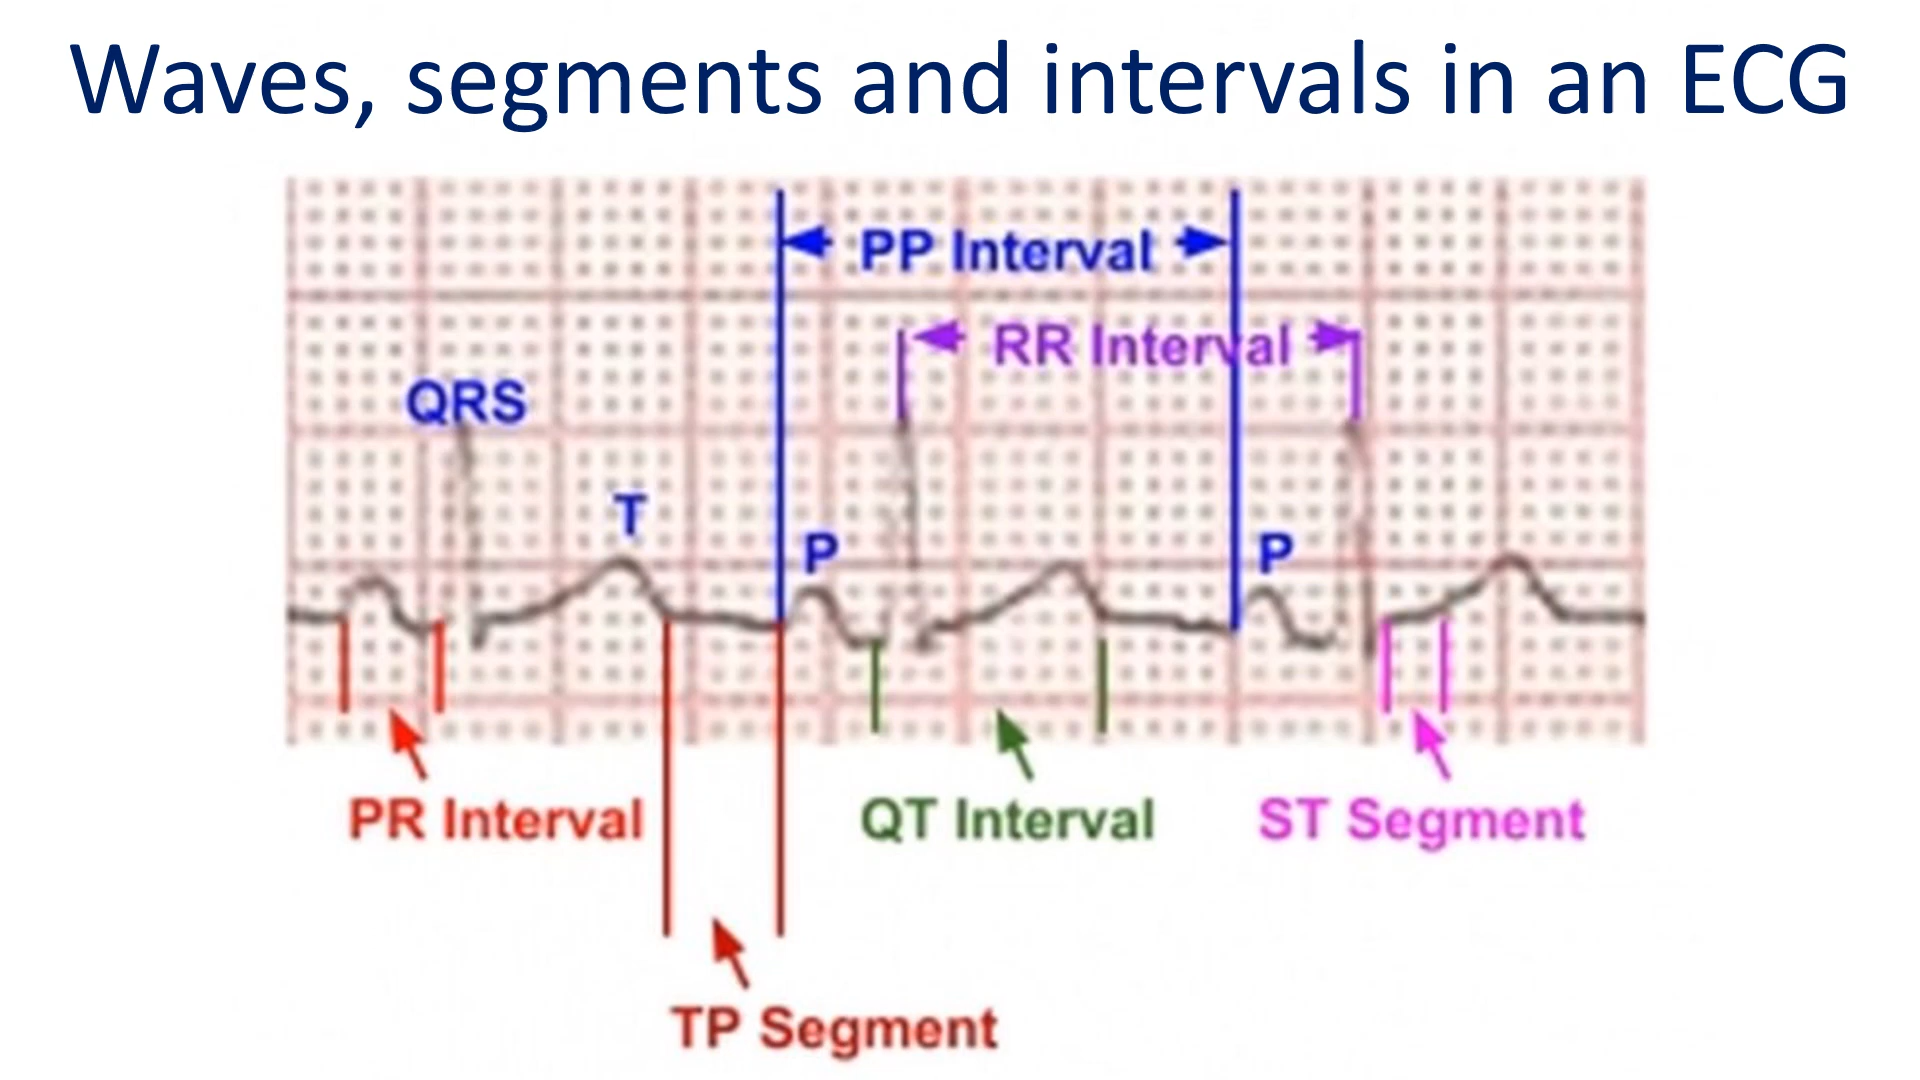 Waves, segments and intervals in an ECG
PP Interval
RR Interval
QRS
T
P
P
PR Interval
QT Interval
ST Segment
TP Segment